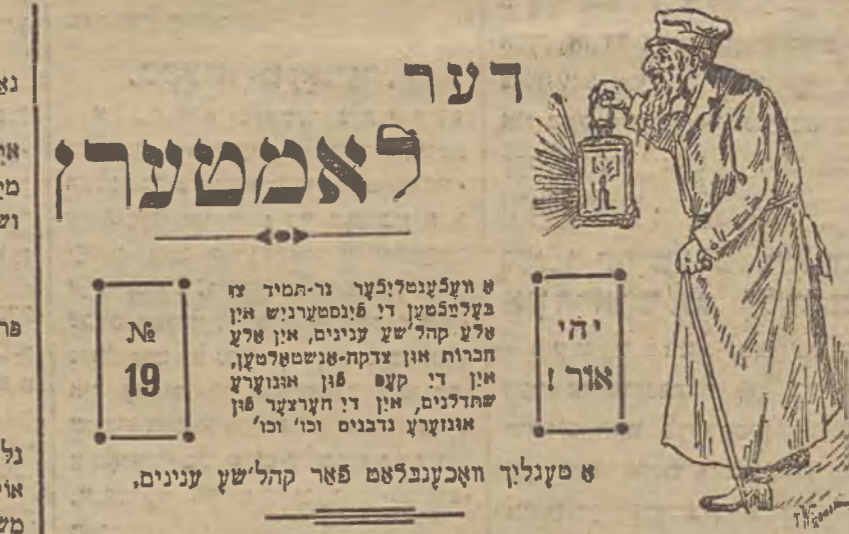 דער
לאמטערן
יהי
אור !
א וועכענטליכער נר-תמיד צו
בעלייכטען די פינסטערניש אין
אלע קהל'שע ענינים, אין אלע
חברות און צדקה-אנשטאלטען,
אין די קעפ פון אונזערע
שתדלנים, אין די הערצער פון
אונזערע נדבנים וכו' וכו'
№
19
א טעגליך וואכענבלאט פאר קהל'שע ענינים.